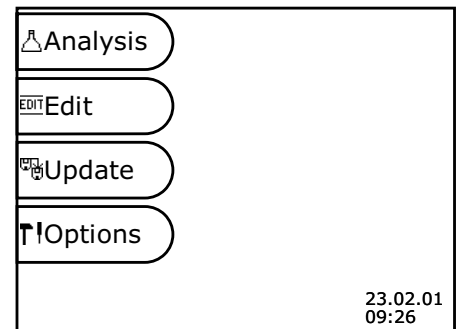 Analysis
EDIT Edit
Update
Options
23.02.01
09:26